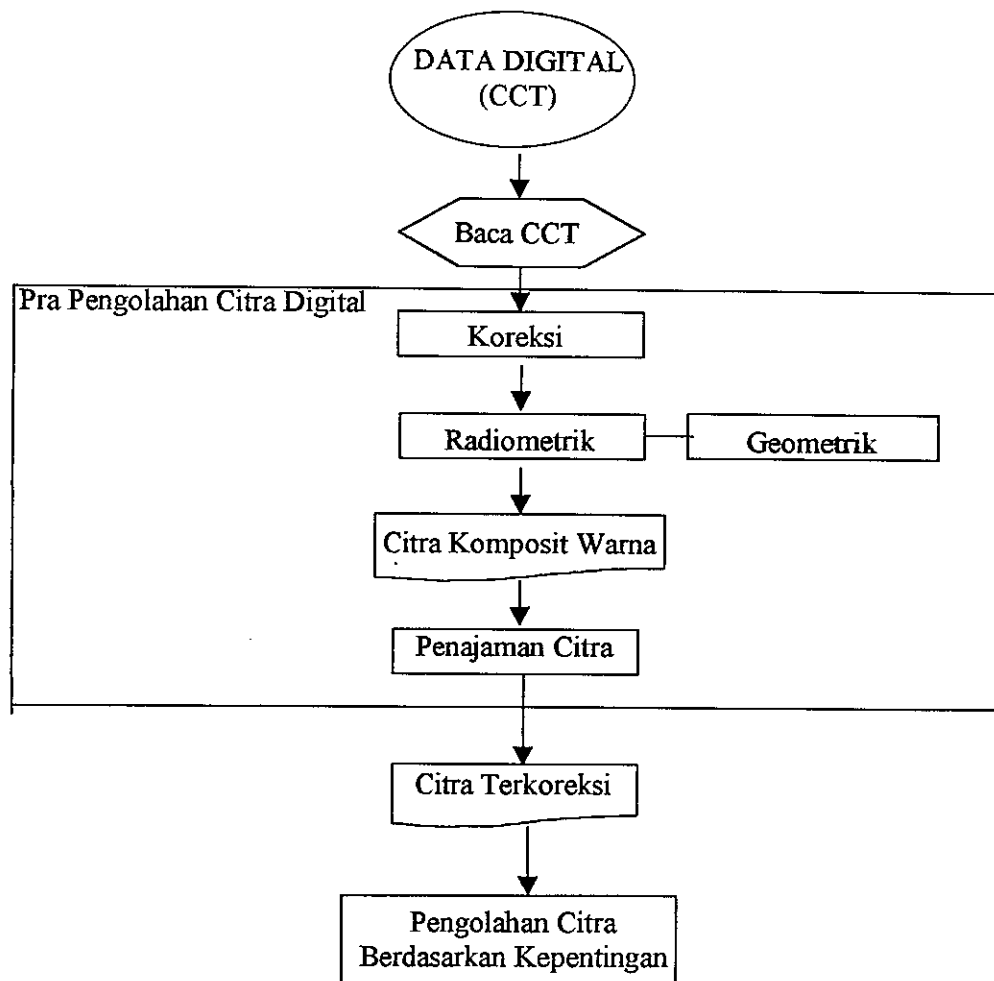 DATA DIGITAL
(CCT)
Baca CCT
Pra Pengolahan Citra Digital
Koreksi
Radiometrik
Geometrik
Citra Komposit Warna
Penajaman Citra
Citra Terkoreksi
Pengolahan Citra
Berdasarkan Kepentingan